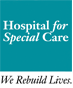 Hospital for
Special Care
We Rebuild Lives.